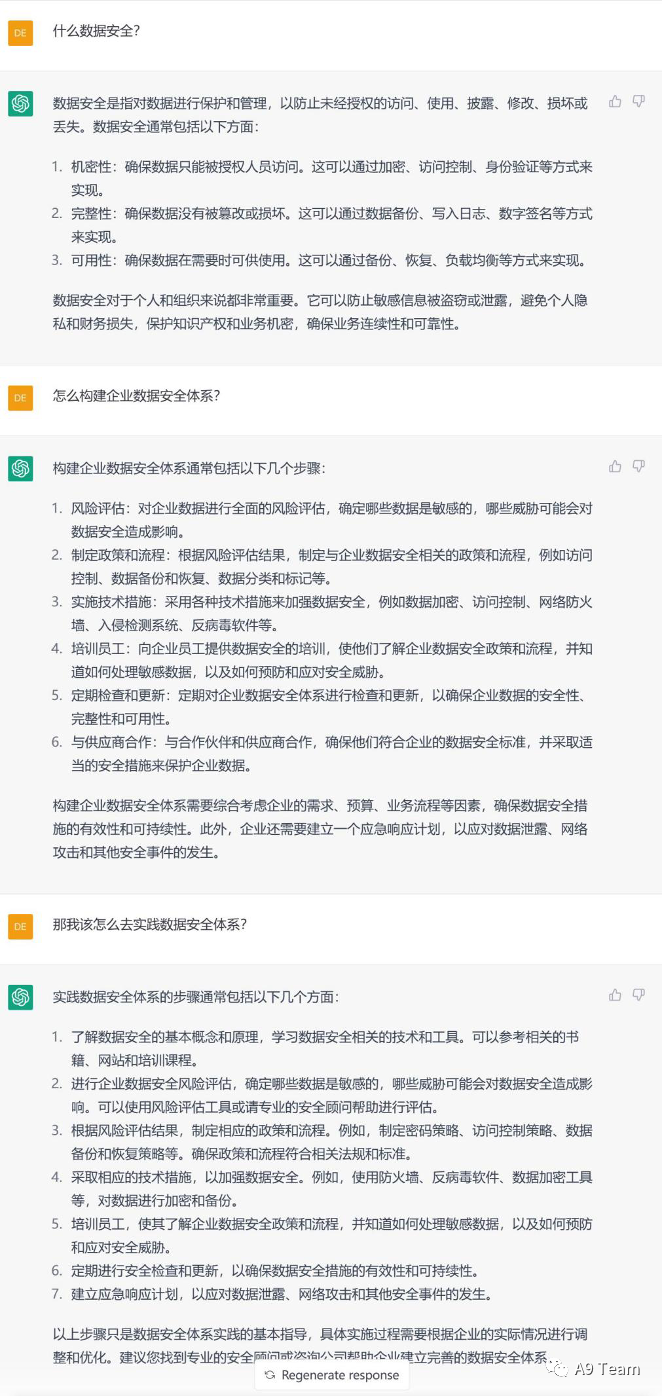 DE
什么数据安全?
数据安全是指对数据进行保护和管理，以防止未经授权的访问、使用、披露、修改、损坏或
丢失。数据安全通常包括以下方面：
1. 机密性：确保数据只能被授权人员访问。这可以通过加密、访问控制、身份验证等方式来
实现。
2. 完整性：确保数据没有被篡改或损坏。这可以通过数据备份、写入日志、数字签名等方式
来实现。
3. 可用性：确保数据在需要时可供使用。这可以通过备份、恢复、负载均衡等方式来实现。
数据安全对于个人和组织来说都非常重要。它可以防止敏感信息被盗窃或泄露，避免个人隐
私和财务损失，保护知识产权和业务机密，确保业务连续性和可靠性。
DE
怎么构建企业数据安全体系?
构建企业数据安全体系通常包括以下几个步骤：
1. 风险评估：对企业数据进行全面的风险评估，确定哪些数据是敏感的，哪些威胁可能会对
数据安全造成影响。
2. 制定政策和流程：根据风险评估结果，制定与企业数据安全相关的政策和流程，例如访问
控制、数据备份和恢复、数据分类和标记等。
3. 实施技术措施：采用各种技术措施来加强数据安全，例如数据加密、访问控制、网络防火
墙、入侵检测系统、反病毒软件等。
4. 培训员工：向企业员工提供数据安全的培训，使他们了解企业数据安全政策和流程，并知
道如何处理敏感数据，以及如何预防和应对安全威胁。
5. 定期检查和更新：定期对企业数据安全体系进行检查和更新，以确保企业数据的安全性、
完整性和可用性。
6. 与供应商合作：与合作伙伴和供应商合作，确保他们符合企业的数据安全标准，并采取适
当的安全措施来保护企业数据。
构建企业数据安全体系需要综合考虑企业的需求、预算、业务流程等因素，确保数据安全措
施的有效性和可持续性。此外，企业还需要建立一个应急响应计划，以应对数据泄露、网络
攻击和其他安全事件的发生。
DE
那我该怎么去实践数据安全体系?
实践数据安全体系的步骤通常包括以下几个方面：
1. 了解数据安全的基本概念和原理，学习数据安全相关的技术和工具。可以参考相关的书
籍、网站和培训课程。
2. 进行企业数据安全风险评估，确定哪些数据是敏感的，哪些威胁可能会对数据安全造成影
响。可以使用风险评估工具或请专业的安全顾问帮助进行评估。
3. 根据风险评估结果，制定相应的政策和流程。例如，制定密码策略、访问控制策略、数据
备份和恢复策略等。确保政策和流程符合相关法规和标准。
4. 采取相应的技术措施，以加强数据安全。例如，使用防火墙、反病毒软件、数据加密工具
等，对数据进行加密和备份。
5. 培训员工，使其了解企业数据安全政策和流程，并知道如何处理敏感数据，以及如何预防
和应对安全威胁。
6. 定期进行安全检查和更新，以确保数据安全措施的有效性和可持续性。
7. 建立应急响应计划，以应对数据泄露、网络攻击和其他安全事件的发生。
以上步骤只是数据安全体系实践的基本指导，具体实施过程需要根据企业的实际情况进行调
整和优化。建议您找到专业的安全顾问或咨询公司帮助企业建立完善的数据安全体系。
Regenerate response
A9 Team